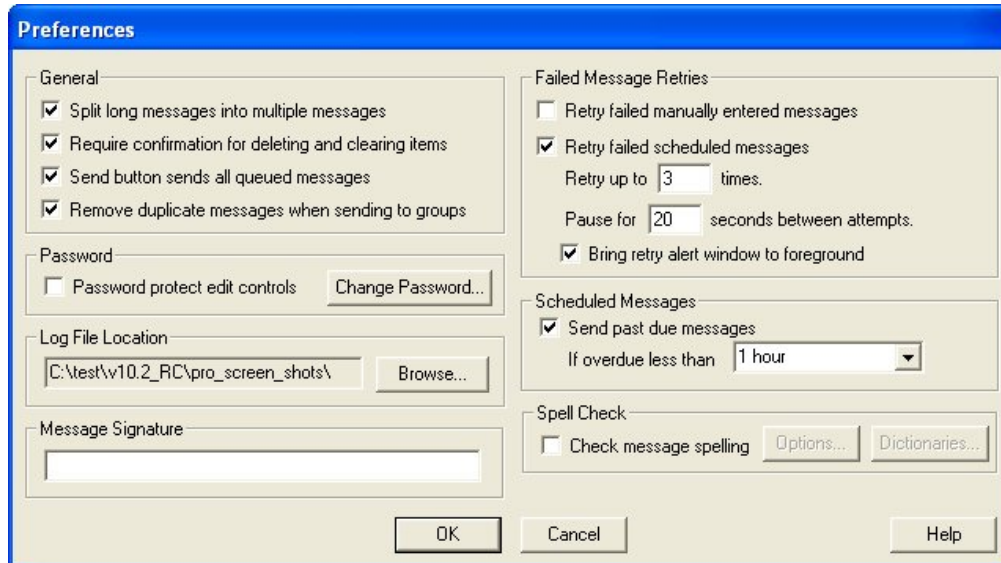 Preferences
General
Split long messages into multiple messages
Require confirmation for deleting and clearing items
Send button sends all queued messages
Remove duplicate messages when sending to groups
Password
Password protect edit controls Change Password...
Log File Location
C:\test\v10.2_RC\pro_screen_shots\ Browse...
Message Signature
Failed Message Retries
Retry failed manually entered messages
Retry failed scheduled messages
Retry up to 3 times.
Pause for 20 seconds between attempts.
Bring retry alert window to foreground
Scheduled Messages
Send past due messages
If overdue less than 1 hour
Spell Check
Check message spelling Options... Dictionaries...
OK Cancel Help